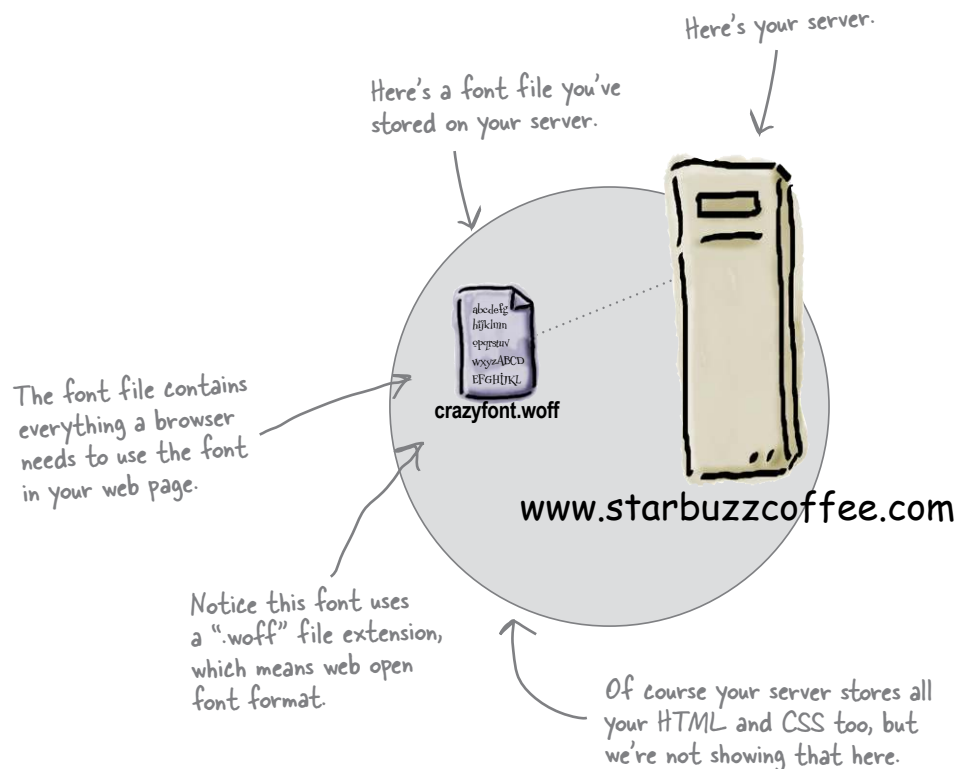 Here's your server.
Here's a font file you've
stored on your server.
abcdefg
hijklmn
opqrstuv
wxyzABCD
EFGHIJKL
crazyfont.woff
The font file contains
everything a browser
needs to use the font
in your web page.
www.starbuzzcoffee.com
Notice this font uses
a ".woff" file extension,
which means web open
font format.
Of course your server stores all
your HTML and CSS too, but
we're not showing that here.